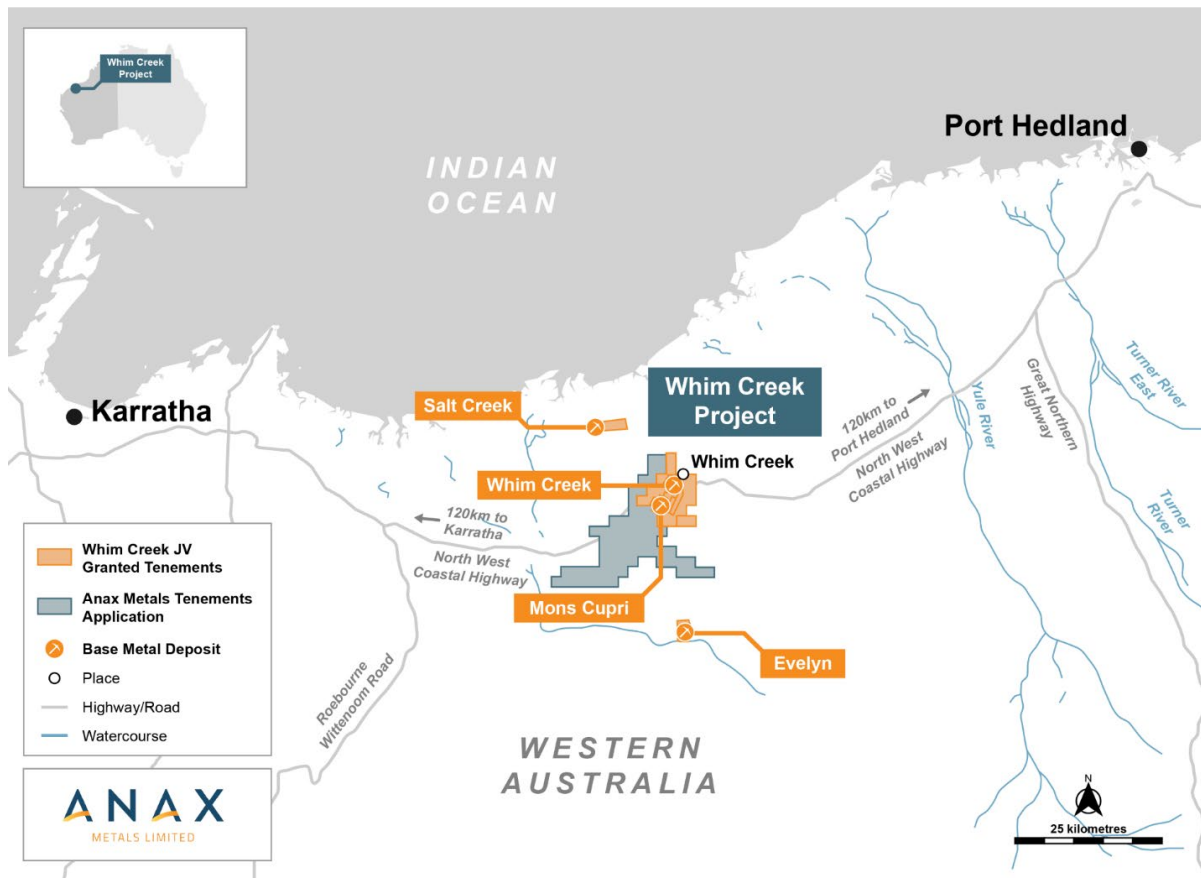 Whim Creek
Project
INDIAN
OCEAN
Port Hedland
Karratha
Salt Creek
Whim Creek
Project
Whim Creek
Whim Creek
120km to
Port Hedland
North West
Coastal Highway
Yule River
Great Northern
Highway
Turner River
East
Turner
River
120km to
Karratha
North West
Coastal Highway
Mons Cupri
Evelyn
Roebourne
Wittenoom Road
WESTERN
AUSTRALIA
Whim Creek JV
Granted Tenements
Anax Metals Tenements
Application
Base Metal Deposit
Place
Highway/Road
Watercourse
ANAX
METALS LIMITED
N
25 kilometres